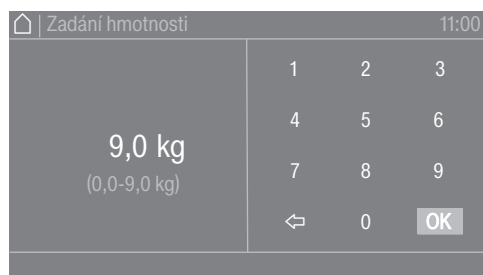 Zadání hmotnosti 11:00
1 2 3
4 5 6
9,0 kg
(0,0-9,0 kg)
7 8 9
0 OK